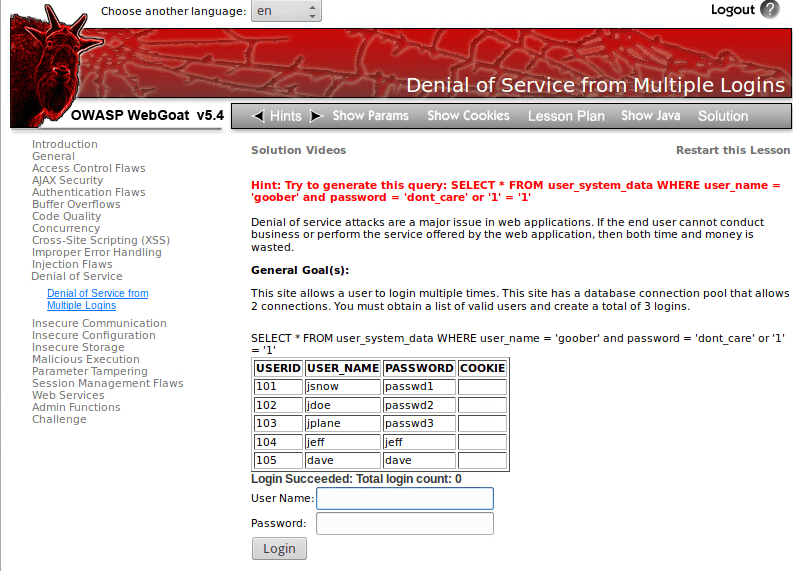 Choose another language: en
Logout ?
Denial of Service from Multiple Logins
OWASP WebGoat v5.4
Hints Show Params Show Cookies Lesson Plan Show Java Solution
Introduction
General
Access Control Flaws
AJAX Security
Authentication Flaws
Buffer Overflows
Code Quality
Concurrency
Cross-Site Scripting (XSS)
Improper Error Handling
Injection Flaws
Denial of Service
Denial of Service from
Multiple Logins
Insecure Communication
Insecure Configuration
Insecure Storage
Malicious Execution
Parameter Tampering
Session Management Flaws
Web Services
Admin Functions
Challenge
Solution Videos
Restart this Lesson
Hint: Try to generate this query: SELECT * FROM user_system_data WHERE user_name =
'goober' and password = 'dont_care' or '1' = '1'
Denial of service attacks are a major issue in web applications. If the end user cannot conduct
business or perform the service offered by the web application, then both time and money is
wasted.
General Goal(s):
This site allows a user to login multiple times. This site has a database connection pool that allows
2 connections. You must obtain a list of valid users and create a total of 3 logins.
SELECT * FROM user_system_data WHERE user_name = 'goober' and password = 'dont_care' or '1'
= '1'
USERID USER_NAME PASSWORD COOKIE
101 jsnow passwd1
102 jdoe passwd2
103 jplane passwd3
104 jeff jeff
105 dave dave
Login Succeeded: Total login count: 0
User Name:
Password:
Login